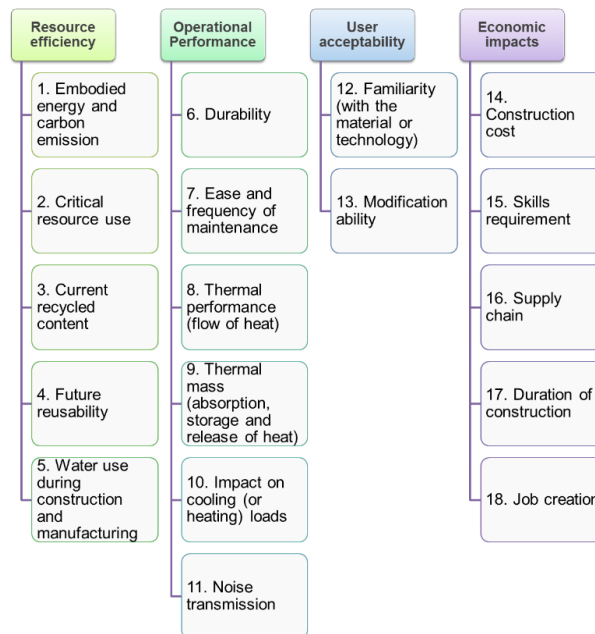 Resource
efficiency
1. Embodied
energy and
carbon
emission
2. Critical
resource use
3. Current
recycled
content
4. Future
reusability
5. Water use
during
construction
and
manufacturing
Operational
Performance
6. Durability
7. Ease and
frequency of
maintenance
8. Thermal
performance
(flow of heat)
9. Thermal
mass
(absorption,
storage and
release of heat)
10. Impact on
cooling (or
heating) loads
11. Noise
transmission
User
acceptability
12. Familiarity
(with the
material or
technology)
13. Modification
ability
Economic
impacts
14.
Construction
cost
15. Skills
requirement
16. Supply
chain
17. Duration of
construction
18. Job creation